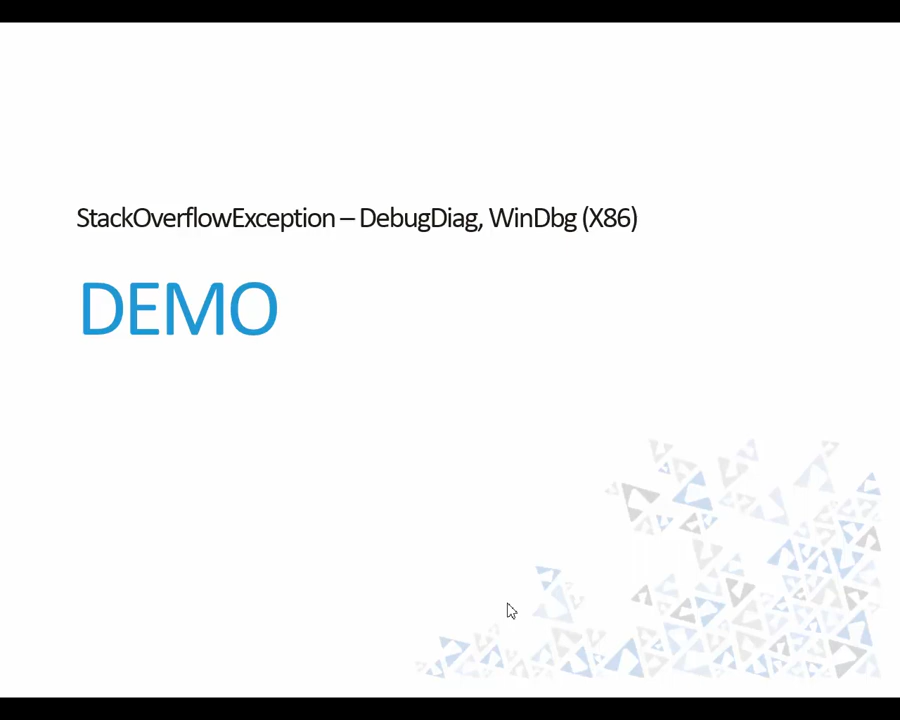 StackOverflowException – DebugDiag, WinDbg (X86)
DEMO